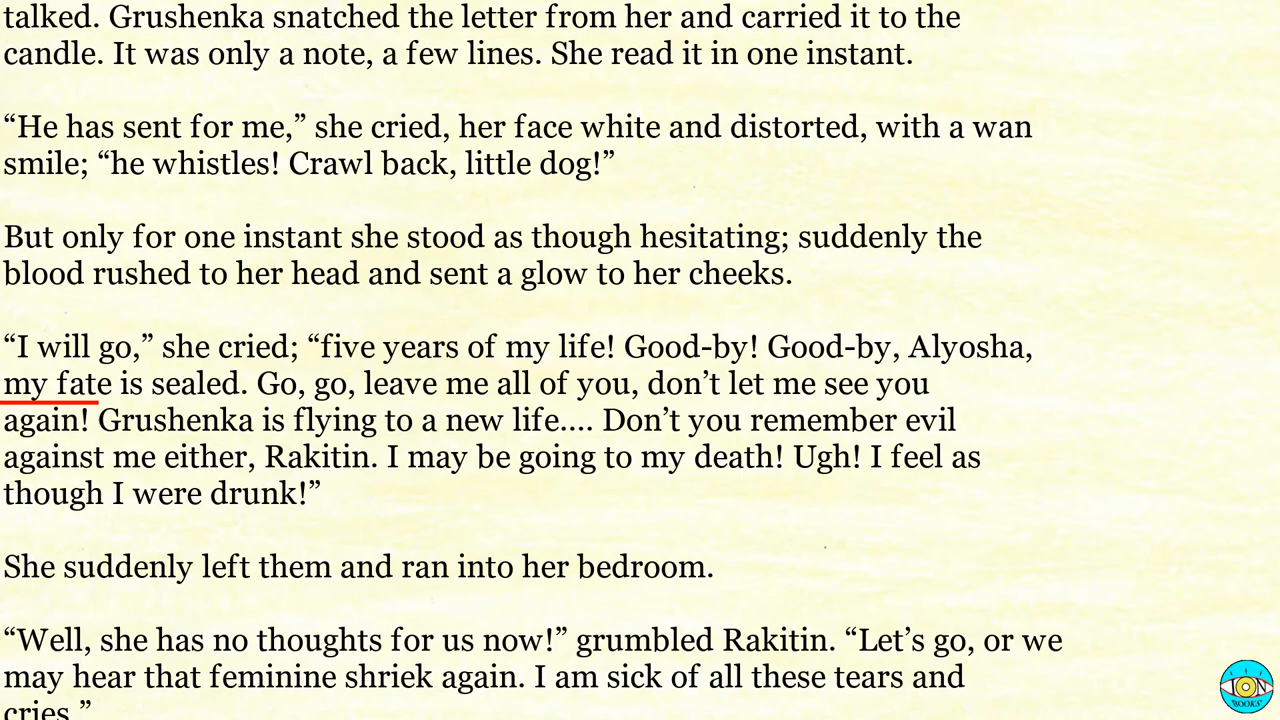 talked. Grushenka snatched the letter from her and carried it to the
candle. It was only a note, a few lines. She read it in one instant.
“He has sent for me,” she cried, her face white and distorted, with a wan
smile; “he whistles! Crawl back, little dog!”
But only for one instant she stood as though hesitating; suddenly the
blood rushed to her head and sent a glow to her cheeks.
“I will go,” she cried; “five years of my life! Good-by! Good-by, Alyosha,
my fate is sealed. Go, go, leave me all of you, don’t let me see you
again! Grushenka is flying to a new life.... Don’t you remember evil
against me either, Rakitin. I may be going to my death! Ugh! I feel as
though I were drunk!”
She suddenly left them and ran into her bedroom.
“Well, she has no thoughts for us now!” grumbled Rakitin. “Let’s go, or we
may hear that feminine shriek again. I am sick of all these tears and
cries.”
ION
BOOKS